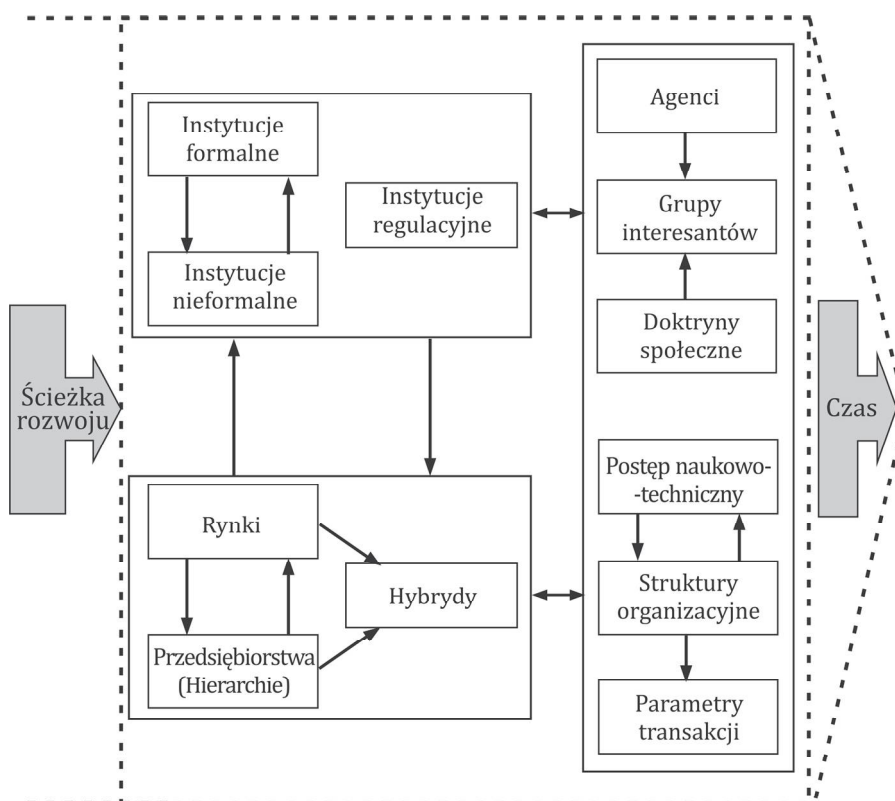 Ścieżka
rozwoju
Instytucje
formalne
Instytucje
nieformalne
Instytucje
regulacyjne
Rynki
Przedsiębiorstwa
(Hierarchie)
Hybrydy
Agenci
Grupy
interesantów
Doktryny
społeczne
Postęp naukowo-
-techniczny
Struktury
organizacyjne
Parametry
transakcji
Czas